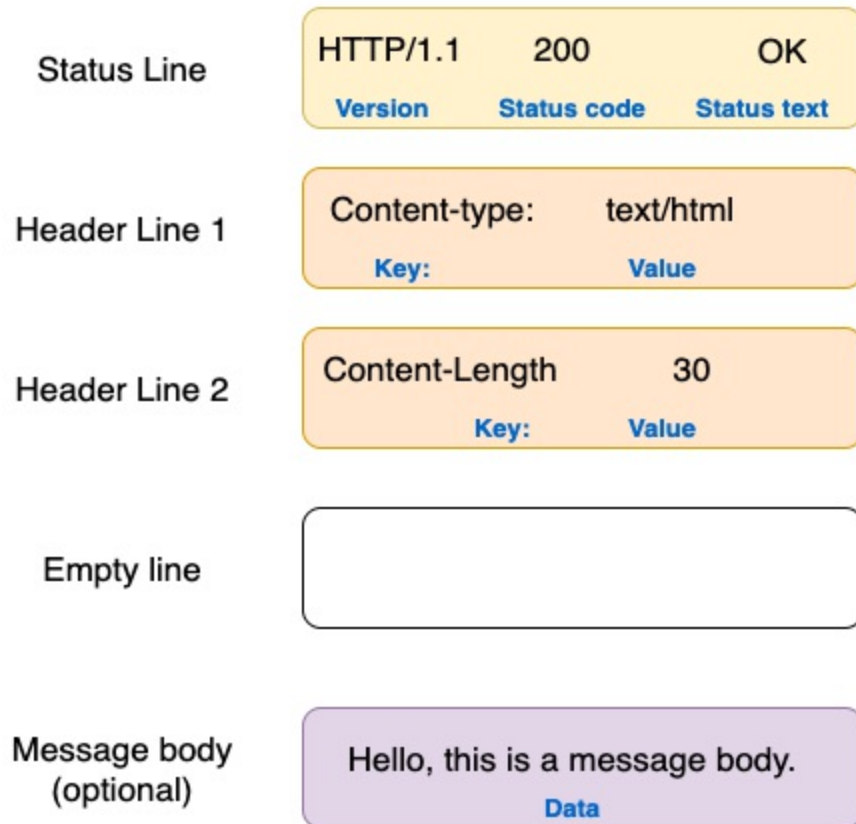 Status Line
HTTP/1.1 200 OK
Version Status code Status text
Header Line 1
Content-type: text/html
Key: Value
Header Line 2
Content-Length 30
Key: Value
Empty line
Message body
(optional)
Hello, this is a message body.
Data